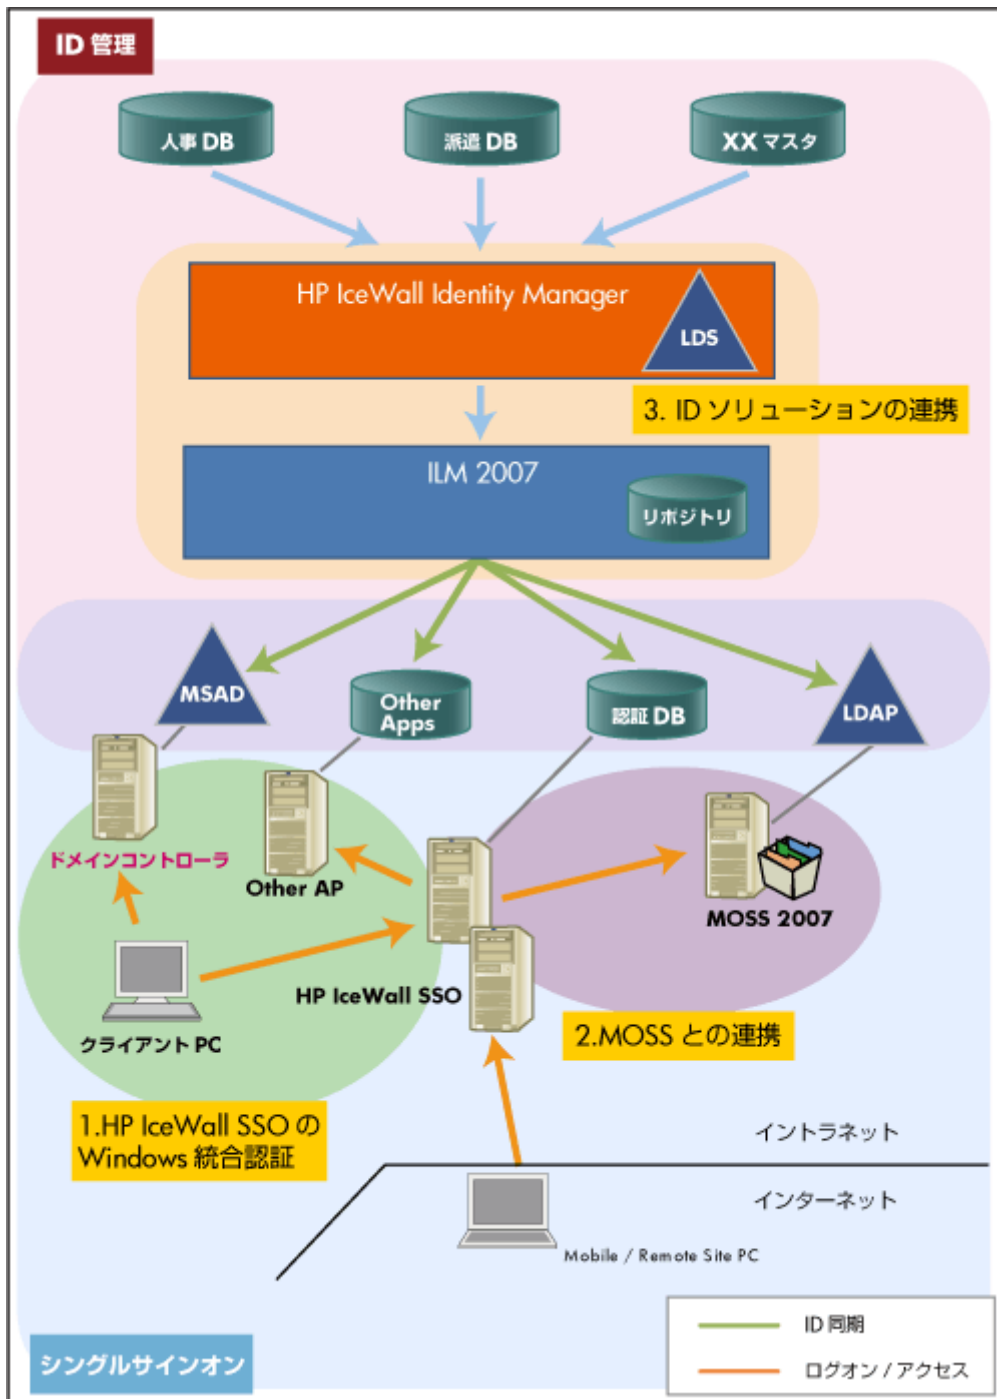 ID 管理
人事 DB
派遣 DB
XX マスタ
HP IceWall Identity Manager
LDS
3. ID ソリューションの連携
ILM 2007
リポジトリ
MSAD
Other
Apps
認証 DB
LDAP
ドメインコントローラ
Other AP
MOSS 2007
HP IceWall SSO
クライアント PC
2.MOSS との連携
1.HP IceWall SSO の
Windows 統合認証
イントラネット
インターネット
Mobile / Remote Site PC
ID 同期
ログオン / アクセス
シングルサインオン